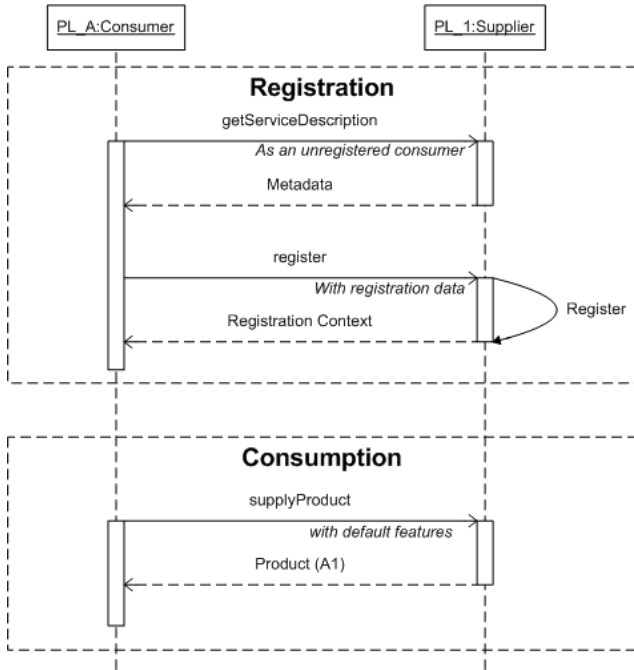 PL_A:Consumer
PL_1:Supplier
Registration
getServiceDescription
As an unregistered consumer
Metadata
register
With registration data
Register
Registration Context
Consumption
supplyProduct
with default features
Product (A1)